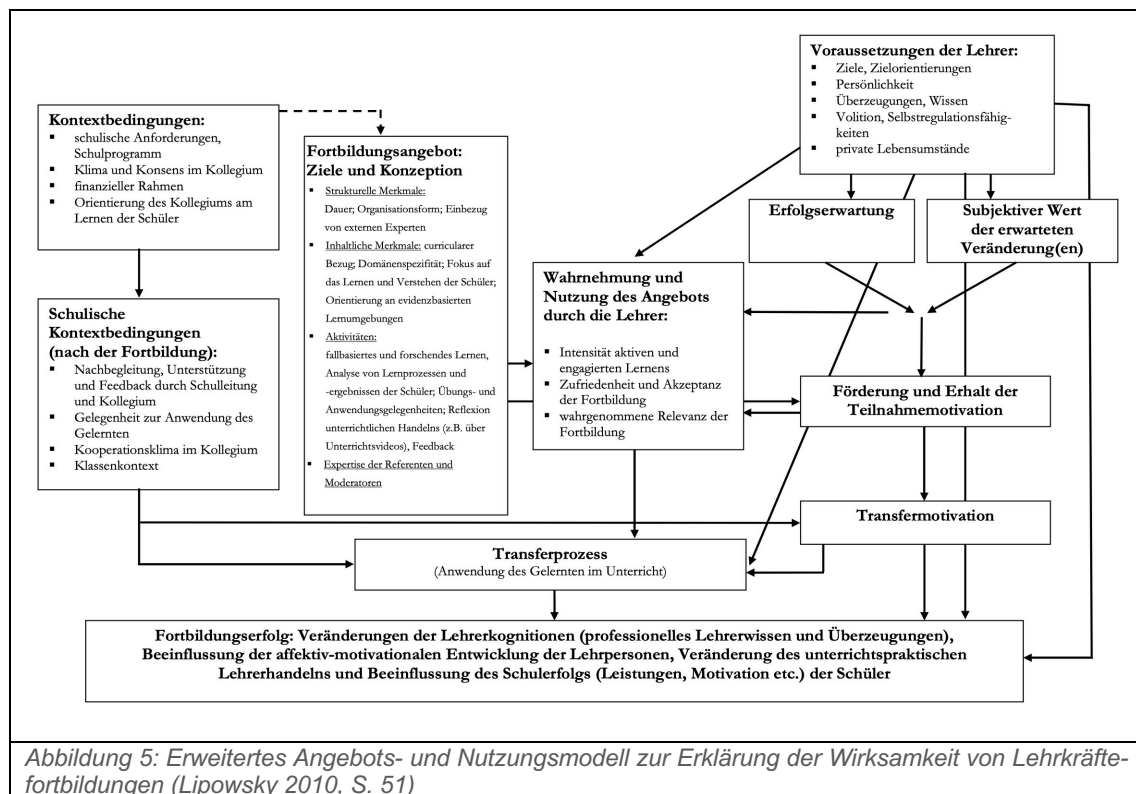 Voraussetzungen der Lehrer:
▪ Ziele, Zielorientierungen
▪ Persönlichkeit
▪ Überzeugungen, Wissen
▪ Volition, Selbstregulationsfähig-
keiten
▪ private Lebensumstände
Kontextbedingungen:
▪ schulische Anforderungen,
Schulprogramm
▪ Klima und Konsens im Kollegium
▪ finanzieller Rahmen
▪ Orientierung des Kollegiums am
Lernen der Schüler
Fortbildungsangebot:
Ziele und Konzeption
▪ Strukturelle Merkmale:
Dauer; Organisationsform; Einbezug
von externen Experten
▪ Inhaltliche Merkmale: curricularer
Bezug; Domänenspezifität; Fokus auf
das Lernen und Verstehen der Schüler;
Orientierung an evidenzbasierten
Lernumgebungen
▪ Aktivitäten:
fallbasiertes und forschendes Lernen,
Analyse von Lernprozessen und
-ergebnissen der Schüler; Übungs- und
Anwendungsgelegenheiten; Reflexion
unterrichtlichen Handelns (z.B. über
Unterrichtsvideos), Feedback
▪ Expertise der Referenten und
Moderatoren
Erfolgserwartung
Subjektiver Wert
der erwarteten
Veränderung(en)
Wahrnehmung und
Nutzung des Angebots
durch die Lehrer:
▪ Intensität aktiven und
engagierten Lernens
▪ Zufriedenheit und Akzeptanz
der Fortbildung
▪ wahrgenommene Relevanz der
Fortbildung
Schulische
Kontextbedingungen
(nach der Fortbildung):
▪ Nachbegleitung, Unterstützung
und Feedback durch Schulleitung
und Kollegium
▪ Gelegenheit zur Anwendung des
Gelernten
▪ Kooperationsklima im Kollegium
▪ Klassenkontext
Förderung und Erhalt der
Teilnahmemotivation
Transfermotivation
Transferprozess
(Anwendung des Gelernten im Unterricht)
Fortbildungserfolg: Veränderungen der Lehrerkognitionen (professionelles Lehrerwissen und Überzeugungen),
Beeinflussung der affektiv-motivationalen Entwicklung der Lehrpersonen, Veränderung des unterrichtspraktischen
Lehrerhandelns und Beeinflussung des Schulerfolgs (Leistungen, Motivation etc.) der Schüler
Abbildung 5: Erweitertes Angebots- und Nutzungsmodell zur Erklärung der Wirksamkeit von Lehrkräfte-
fortbildungen (Lipowsky 2010, S. 51)